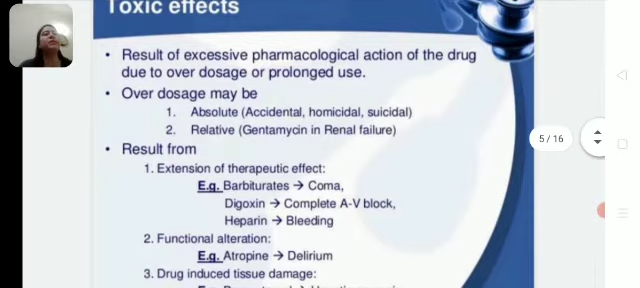 Toxic effects
• Result of excessive pharmacological action of the drug
due to over dosage or prolonged use.
• Over dosage may be
1. Absolute (Accidental, homicidal, suicidal)
2. Relative (Gentamycin in Renal failure)
• Result from
1. Extension of therapeutic effect:
E.g. Barbiturates → Coma,
Digoxin → Complete A-V block,
Heparin → Bleeding
2. Functional alteration:
E.g. Atropine → Delirium
3. Drug induced tissue damage:
5 / 16